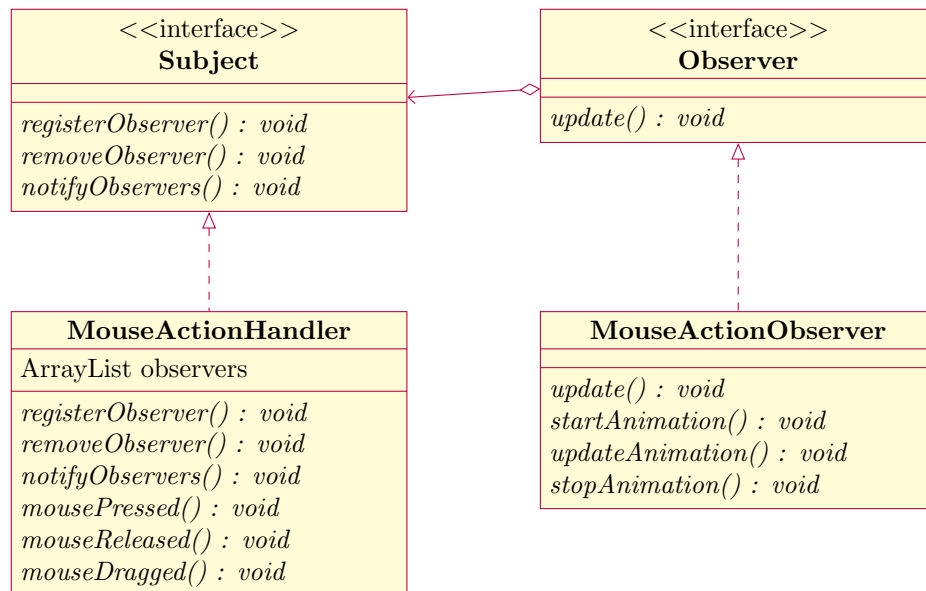 <<interface>>
Subject
registerObserver() : void
removeObserver() : void
notifyObservers() : void
<<interface>>
Observer
update() : void
MouseActionHandler
ArrayList observers
registerObserver() : void
removeObserver() : void
notifyObservers() : void
mousePressed() : void
mouseReleased() : void
mouseDragged() : void
MouseActionObserver
update() : void
startAnimation() : void
updateAnimation() : void
stopAnimation() : void